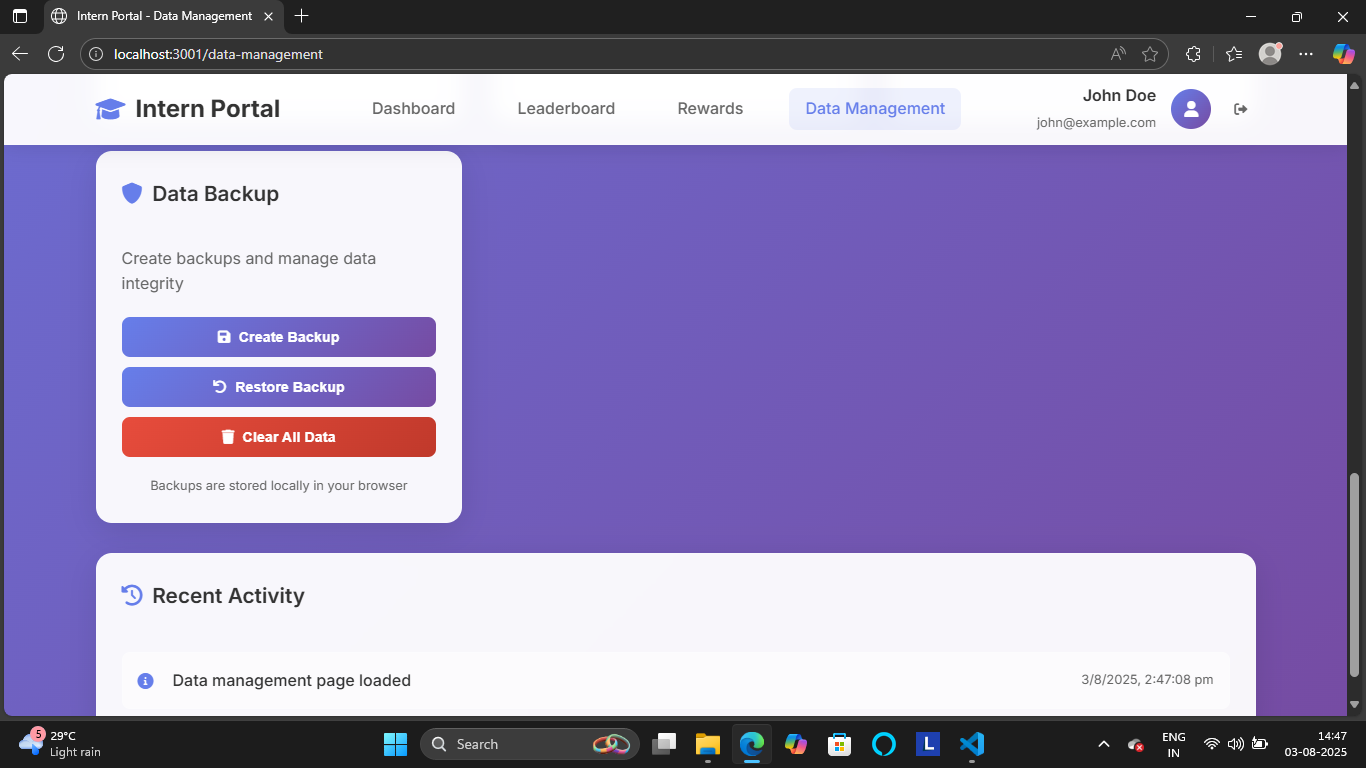 Intern Portal - Data Management
localhost:3001/data-management
Intern Portal
Dashboard
Leaderboard
Rewards
Data Management
John Doe
john@example.com
Data Backup
Create backups and manage data
integrity
Create Backup
Restore Backup
Clear All Data
Backups are stored locally in your browser
Recent Activity
Data management page loaded
3/8/2025, 2:47:08 pm
5
29°C
Light rain
Search
L
ENG
IN
14:47
03-08-2025